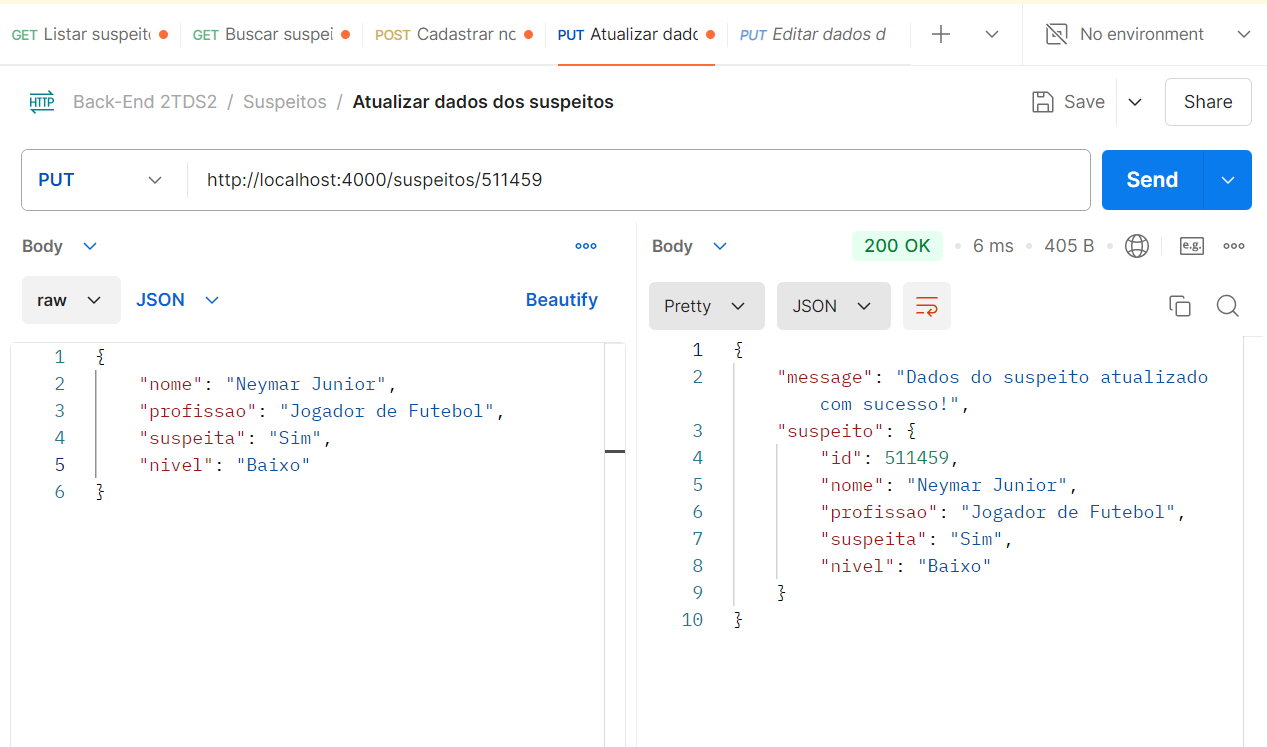 GET Listar suspeit
GET Buscar suspei
POST Cadastrar nc
PUT Atualizar dadc
PUT Editar dados d
No environment
HTTP Back-End 2TDS2 / Suspeitos / Atualizar dados dos suspeitos
Save
Share
PUT
http://localhost:4000/suspeitos/511459
Send
Body
raw
JSON
Beautify
1 {
2 "nome": "Neymar Junior",
3 "profissao": "Jogador de Futebol",
4 "suspeita": "Sim",
5 "nivel": "Baixo"
6 }
Body
200 OK • 6 ms • 405 B •
e.g.
Pretty
JSON
1 {
2 "message": "Dados do suspeito atualizado
com sucesso!",
3 "suspeito": {
4 "id": 511459,
5 "nome": "Neymar Junior",
6 "profissao": "Jogador de Futebol",
7 "suspeita": "Sim",
8 "nivel": "Baixo"
9 }
10 }